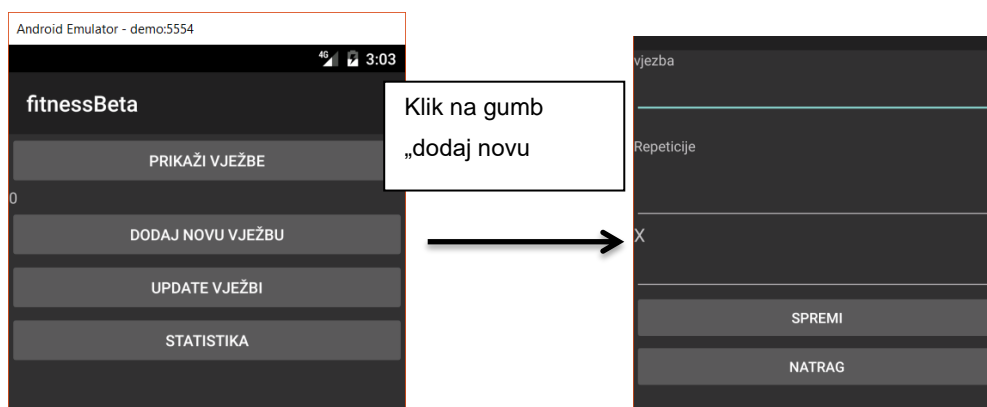 Android Emulator - demo:5554
4G 3:03
fitnessBeta
PRIKAŽI VJEŽBE
0
DODAJ NOVU VJEŽBU
UPDATE VJEŽBI
STATISTIKA
Klik na gumb
„dodaj novu
vjezba
Repeticije
X
SPREMI
NATRAG